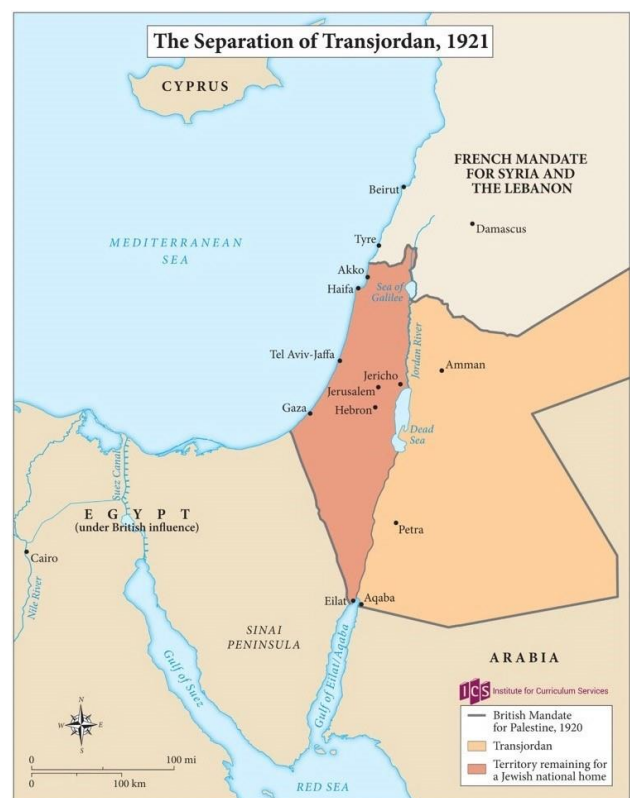 The Separation of Transjordan, 1921
CYPRUS
FRENCH MANDATE
FOR SYRIA AND
THE LEBANON
Beirut
Damascus
MEDITERRANEAN
SEA
Tyre
Akko
Haifa
Sea of
Galilee
Jordan River
Tel Aviv-Jaffa
Amman
Jericho
Jerusalem
Gaza
Hebron
Dead
Sea
Suez Canal
EGYPT
(under British influence)
Petra
Cairo
Nile River
Eilat
Aqaba
SINAI
PENINSULA
Gulf of Suez
Gulf of Eilat/Aqaba
ARABIA
ICS Institute for Curriculum Services
British Mandate
for Palestine, 1920
Transjordan
Territory remaining for
a Jewish national home
N
W E
S
0 100 mi
0 100 km
RED SEA